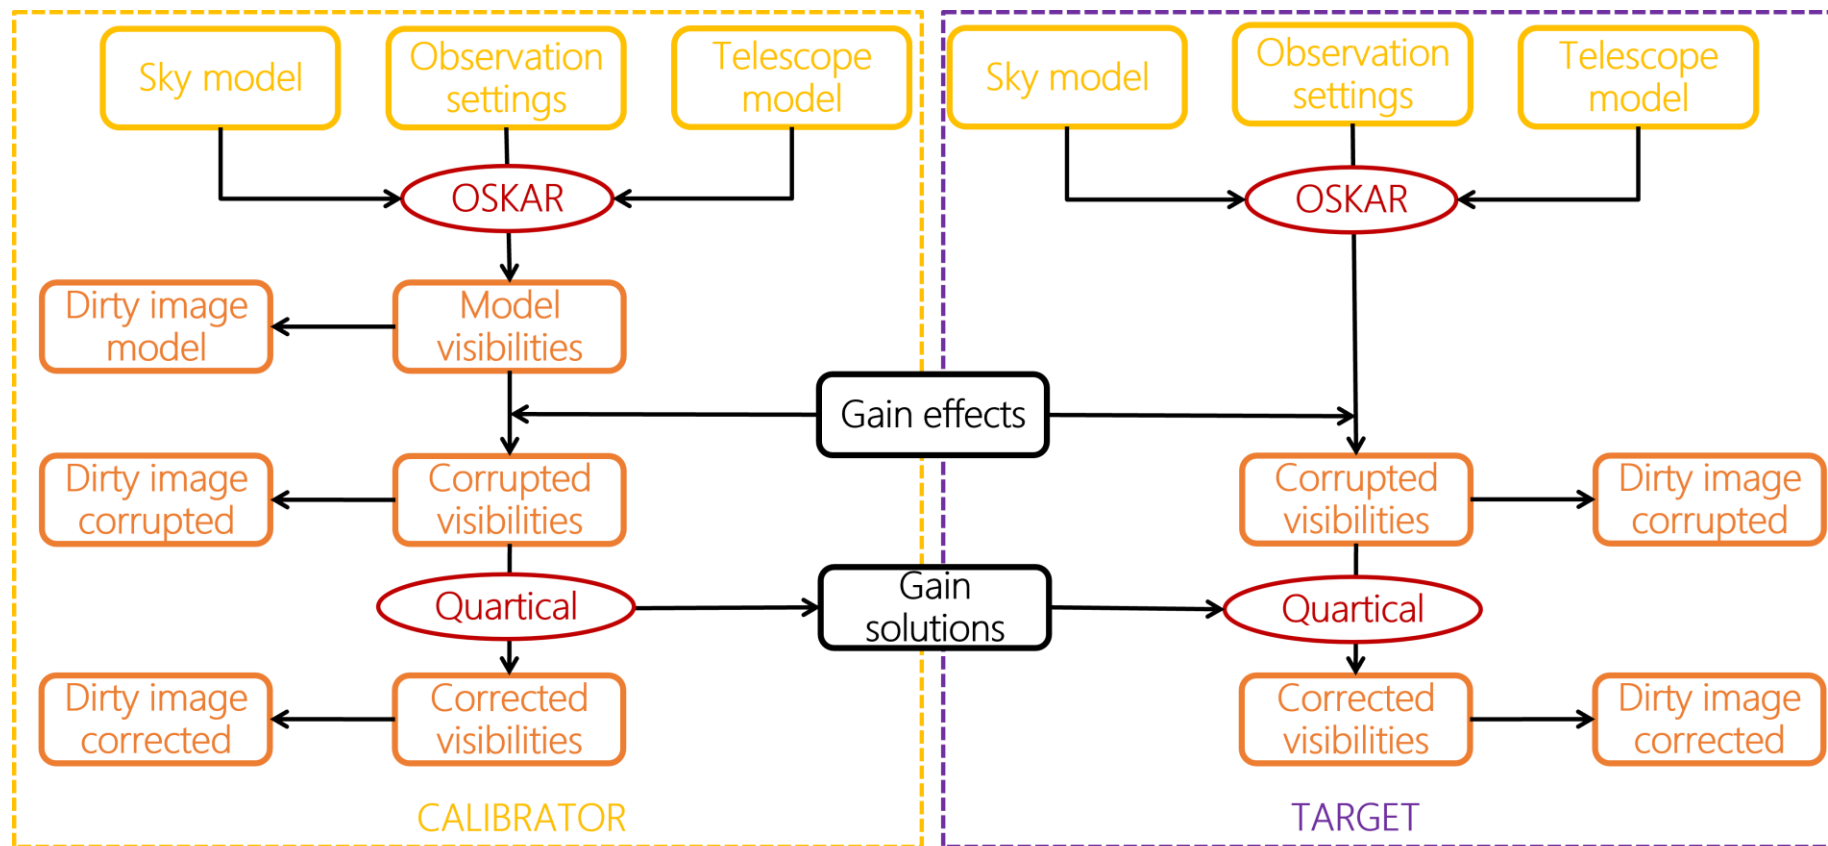 Sky model
Observation
settings
Telescope
model
Sky model
Observation
settings
Telescope
model
OSKAR
OSKAR
Dirty image
model
Model
visibilities
Gain effects
Dirty image
corrupted
Corrupted
visibilities
Corrupted
visibilities
Dirty image
corrupted
Quartical
Gain
solutions
Quartical
Dirty image
corrected
Corrected
visibilities
Corrected
visibilities
Dirty image
corrected
CALIBRATOR
TARGET